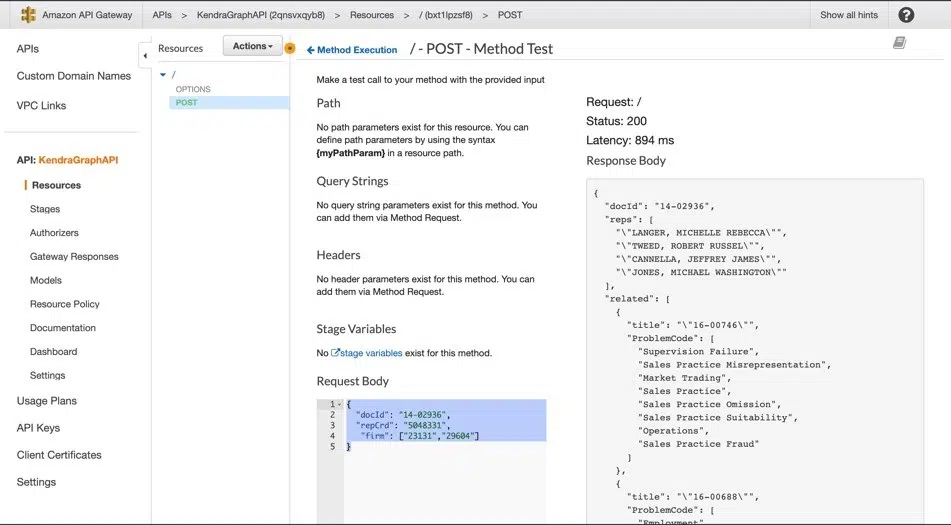 Amazon API Gateway
APIs > KendraGraphAPI (2qnsvxqyb8) > Resources > / (bxt1lpzsf8) > POST
Show all hints
?
APIs
Custom Domain Names
VPC Links
API: KendraGraphAPI
Resources
Stages
Authorizers
Gateway Responses
Models
Resource Policy
Documentation
Dashboard
Settings
Usage Plans
API Keys
Client Certificates
Settings
Resources
Actions
/
OPTIONS
POST
Method Execution
/ - POST - Method Test
Make a test call to your method with the provided input
Path
No path parameters exist for this resource. You can
define path parameters by using the syntax
{myPathParam} in a resource path.
Query Strings
No query string parameters exist for this method. You
can add them via Method Request.
Headers
No header parameters exist for this method. You can
add them via Method Request.
Stage Variables
No stage variables exist for this method.
Request Body
1 {
2 "docId": "14-02936",
3 "repCrd": "5048331",
4 "firm": ["23131","29604"]
5 }
Request: /
Status: 200
Latency: 894 ms
Response Body
{
"docId": "14-02936",
"reps": [
"\"LANGER, MICHELLE REBECCA\"",
"\"TWEED, ROBERT RUSSEL\"",
"\"CANNELLA, JEFFREY JAMES\"",
"\"JONES, MICHAEL WASHINGTON\""
],
"related": [
{
"title": "\"16-00746\"",
"ProblemCode": [
"Supervision Failure",
"Sales Practice Misrepresentation",
"Market Trading",
"Sales Practice",
"Sales Practice Omission",
"Sales Practice Suitability",
"Operations",
"Sales Practice Fraud"
]
},
{
"title": "\"16-00688\"",
"ProblemCode": [
"Employment",